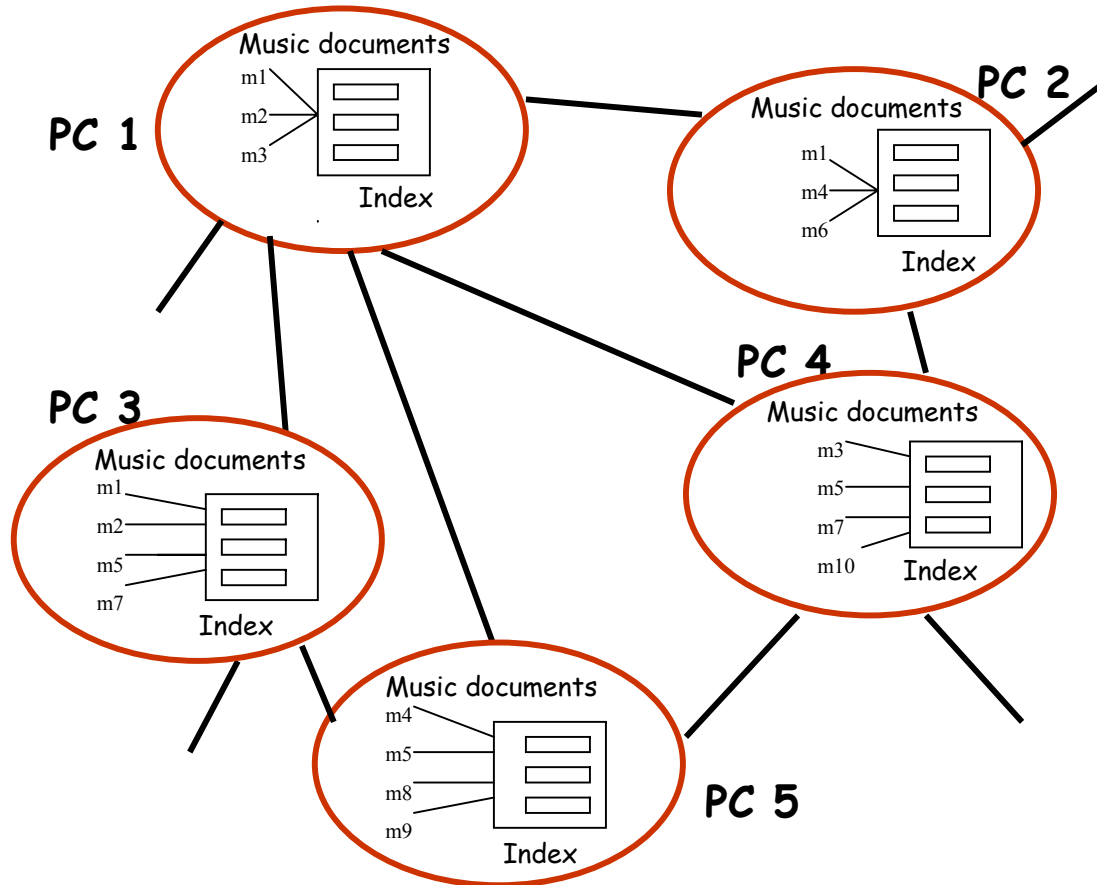 PC 1
Music documents
m1
m2
m3
Index
PC 2
Music documents
m1
m4
m6
Index
PC 3
Music documents
m1
m2
m5
m7
Index
PC 4
Music documents
m3
m5
m7
m10
Index
Music documents
m4
m5
m8
m9
Index
PC 5